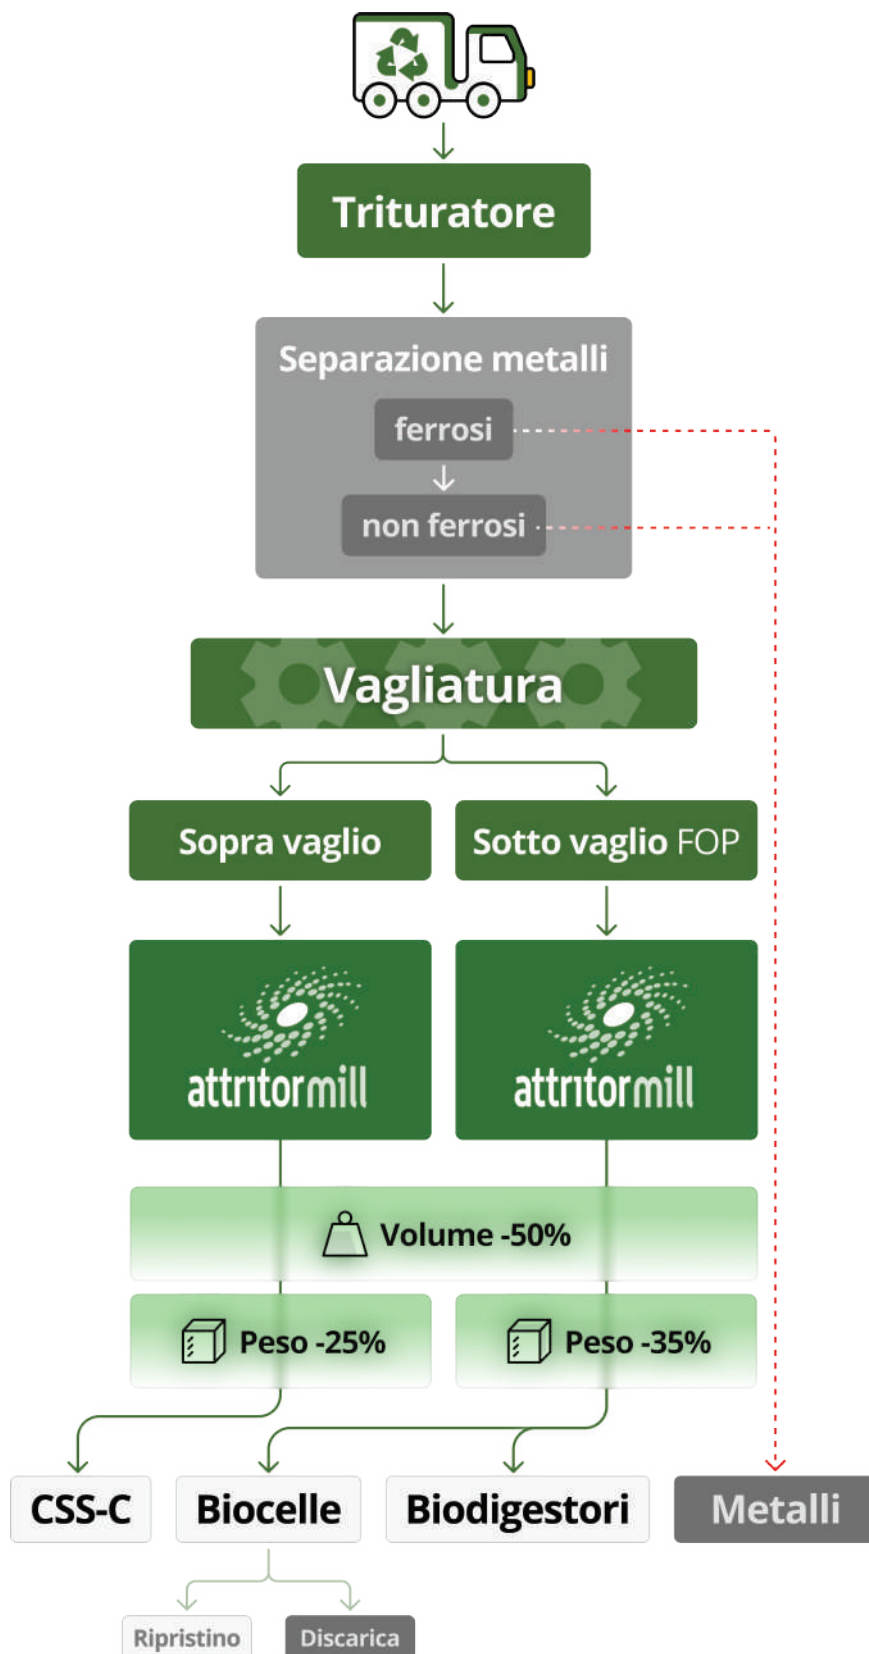 Trituratore
Separazione metalli
ferrosi
non ferrosi
Vagliatura
Sopra vaglio
Sotto vaglio FOP
attritormill
attritormill
Volume -50%
Peso -25%
Peso -35%
CSS-C
Biocelle
Biodigestori
Metalli
Ripristino
Discarica